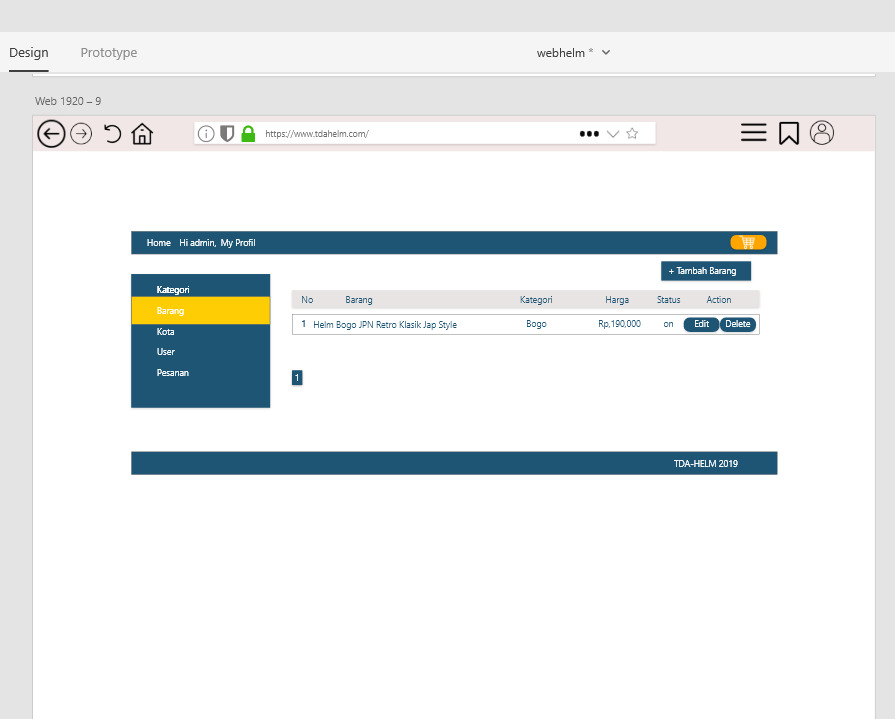 Design Prototype webhelm *
Web 1920 – 9
https://www.tdahelm.com/
Home Hi admin, My Profil
+ Tambah Barang
Kategori
Barang
Kota
User
Pesanan
No Barang Kategori Harga Status Action
1 Helm Bogo JPN Retro Klasik Jap Style Bogo Rp,190,000 on Edit Delete
1
TDA-HELM 2019